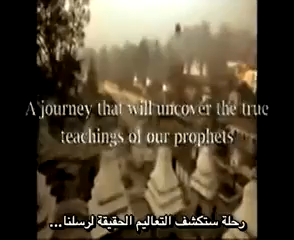 A journey that will uncover the true
teachings of our prophets
رحلة ستكشف التعاليم الحقيقة لرسلنا...